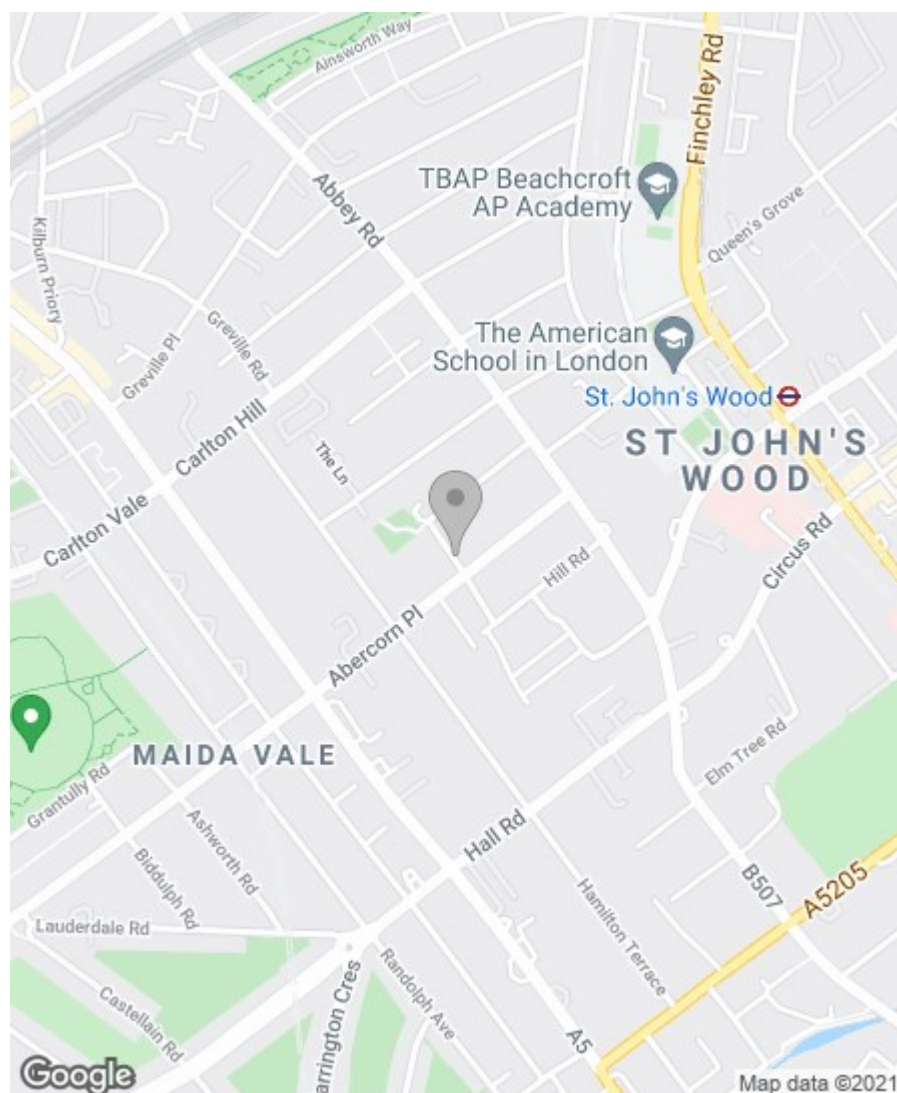 Ainsworth Way
Finchley Rd
TBAP Beachcroft
AP Academy
Abbey Rd
Queen's Grove
Kilburn Priory
Greville Pl
Greville Rd
The American
School in London
St. John's Wood
ST JOHN'S
WOOD
Carlton Hill
The Ln
Carlton Vale
Circus Rd
Hill Rd
Abercorn Pl
MAIDA VALE
Elm Tree Rd
Grantully Rd
Ashworth Rd
Biddulph Rd
Hall Rd
B507
A5205
Hamilton Terrace
Lauderdale Rd
Castellain Rd
arrington Cres
Randolph Ave
A5
Google
Map data ©2021